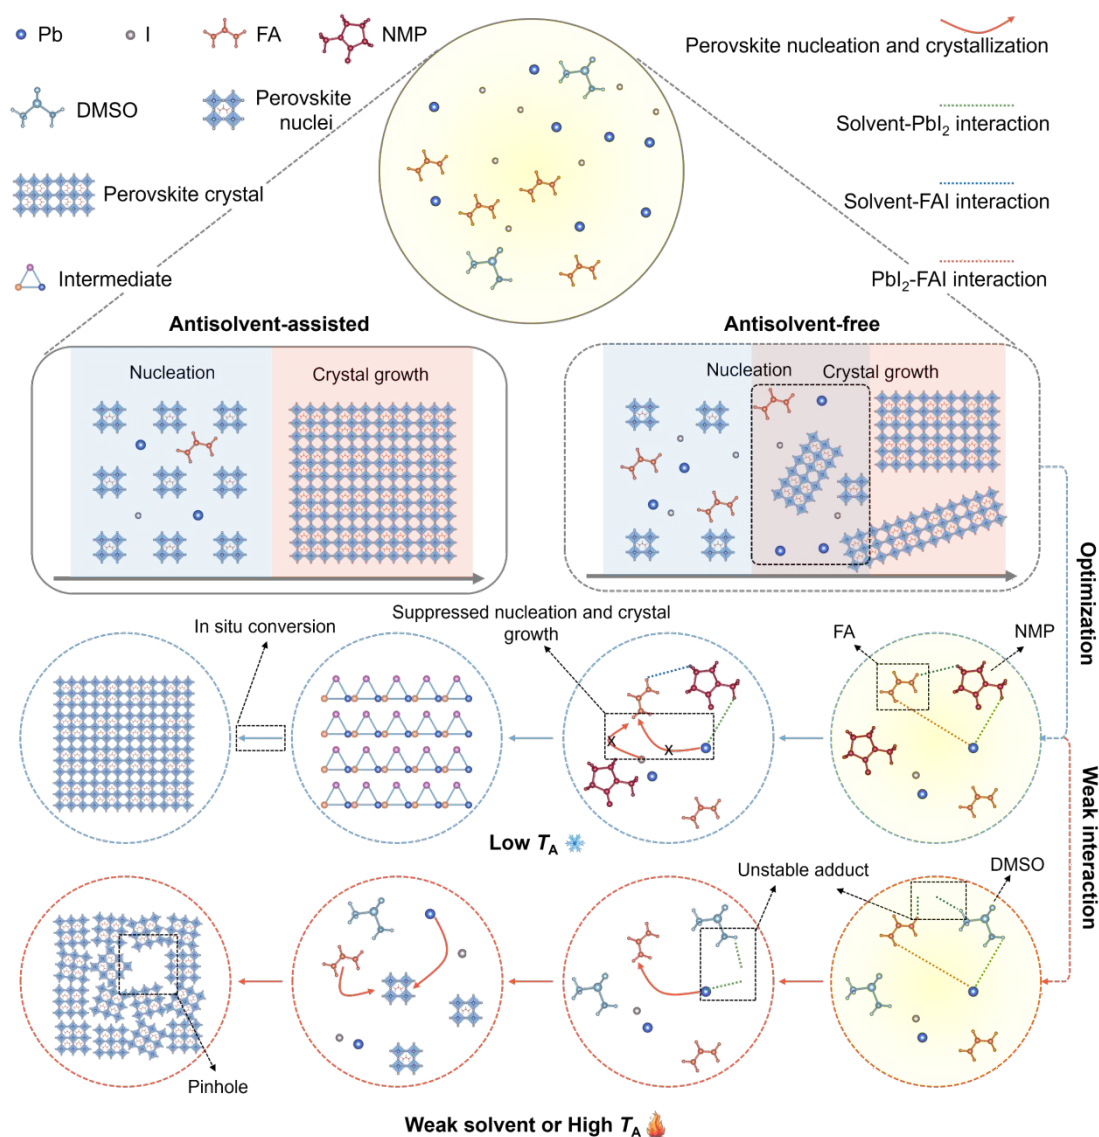 Pb
I
FA
NMP
DMSO
Perovskite
nuclei
Perovskite crystal
Intermediate
Perovskite nucleation and crystallization
Solvent-PbI₂ interaction
Solvent-FAI interaction
PbI₂-FAI interaction
Antisolvent-assisted
Antisolvent-free
Nucleation
Crystal growth
Nucleation
Crystal growth
Optimization
In situ conversion
Suppressed nucleation and crystal
growth
FA
NMP
X
X
Low T_A
Weak interaction
Unstable adduct
DMSO
Pinhole
Weak solvent or High T_A